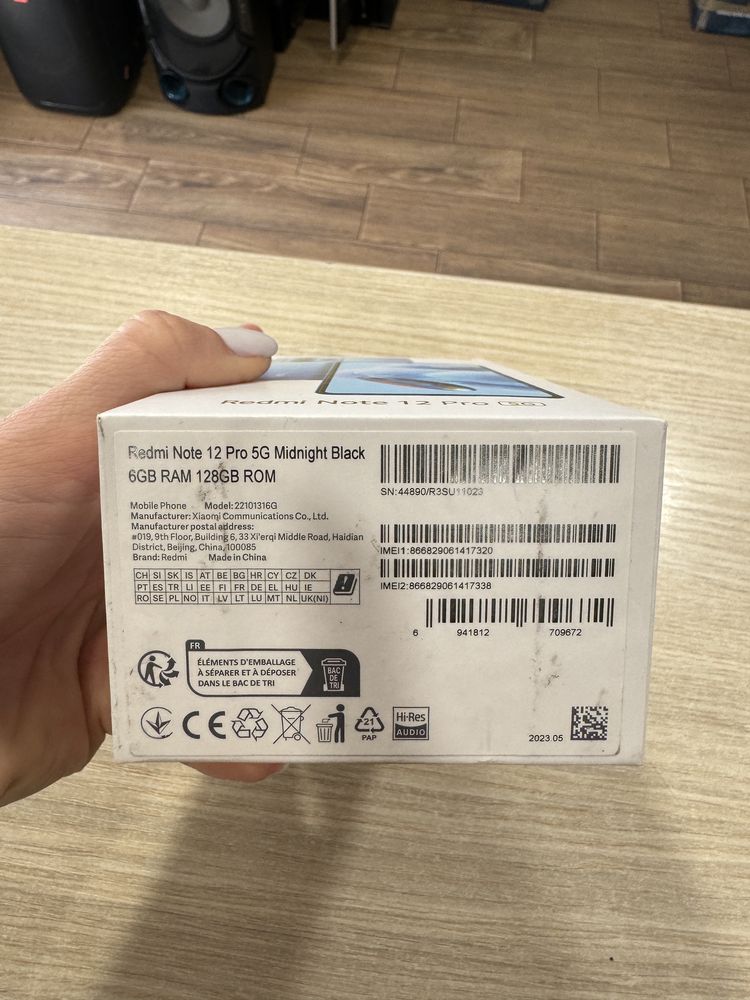 Redmi Note 12 Pro 5G
Redmi Note 12 Pro 5G Midnight Black
6GB RAM 128GB ROM
Mobile Phone Model:22101316G
Manufacturer:Xiaomi Communications Co., Ltd.
Manufacturer postal address:
#019, 9th Floor, Building 6, 33 Xi'erqi Middle Road, Haidian
District, Beijing, China, 100085
Brand: Redmi Made in China
CH SI SK IS AT BE BG HR CY CZ DK
PT ES TR LI EE FI FR DE EL HU IE
RO SE PL NO IT LV LT LU MT NL UK(NI)
SN:44890/R3SU11023
IMEI1:866829061417320
IMEI2:866829061417338
6 941812 709672
FR
ÉLÉMENTS D'EMBALLAGE
À SÉPARER ET À DÉPOSER
DANS LE BAC DE TRI
BAC
DE
TRI
CE
21
PAP
Hi-Res
AUDIO
2023.05